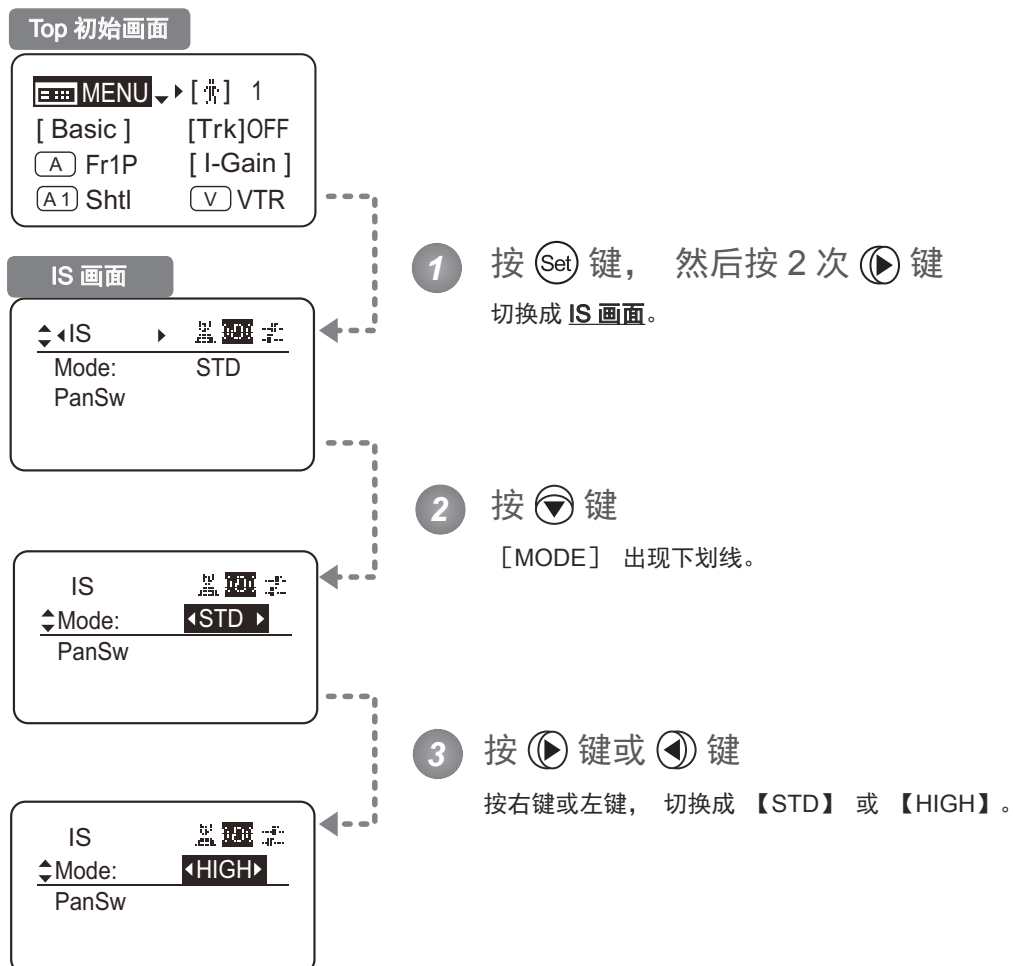 Top 初始画面
MENU [ ] 1
[ Basic ] [Trk]OFF
A Fr1P [ I-Gain ]
A1 Shtl V VTR
1 按 Set 键， 然后按 2 次 键
切换成 IS 画面。
IS 画面
IS
Mode: STD
PanSw
2 按 键
［MODE］ 出现下划线。
IS
Mode: STD
PanSw
3 按 键或 键
按右键或左键， 切换成 【STD】 或 【HIGH】。
IS
Mode: HIGH
PanSw